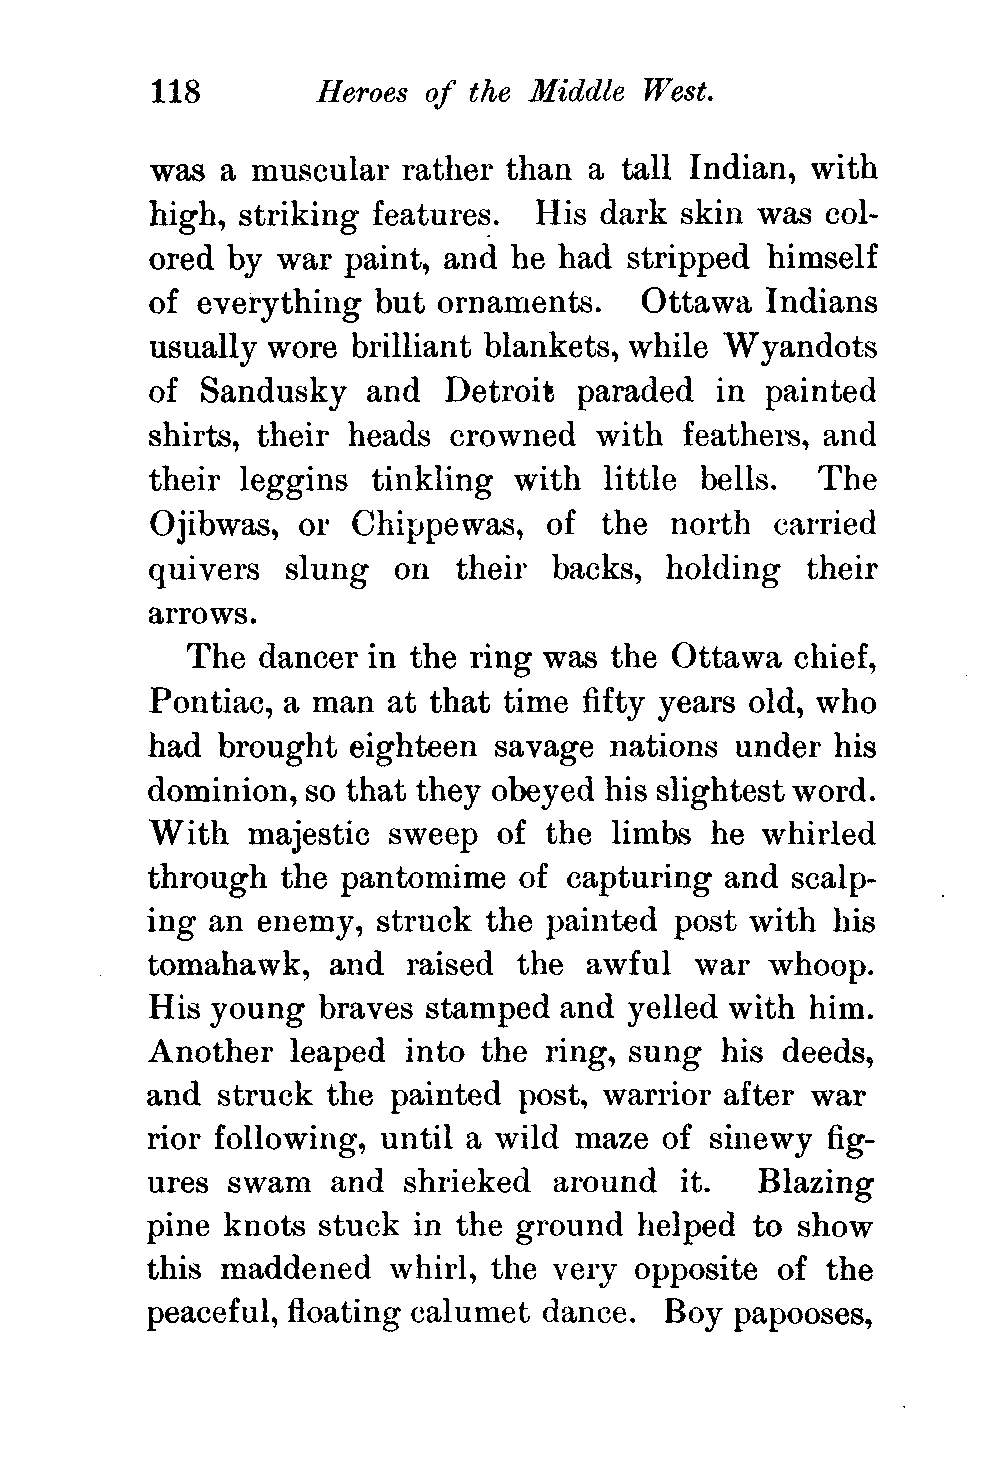 118 Heroes of the Middle West.
was a muscular rather than a tall Indian, with
high, striking features. His dark skin was col-
ored by war paint, and he had stripped himself
of everything but ornaments. Ottawa Indians
usually wore brilliant blankets, while Wyandots
of Sandusky and Detroit paraded in painted
shirts, their heads crowned with feathers, and
their leggins tinkling with little bells. The
Ojibwas, or Chippewas, of the north carried
quivers slung on their backs, holding their
arrows.
The dancer in the ring was the Ottawa chief,
Pontiac, a man at that time fifty years old, who
had brought eighteen savage nations under his
dominion, so that they obeyed his slightest word.
With majestic sweep of the limbs he whirled
through the pantomime of capturing and scalp-
ing an enemy, struck the painted post with his
tomahawk, and raised the awful war whoop.
His young braves stamped and yelled with him.
Another leaped into the ring, sung his deeds,
and struck the painted post, warrior after war
rior following, until a wild maze of sinewy fig-
ures swam and shrieked around it. Blazing
pine knots stuck in the ground helped to show
this maddened whirl, the very opposite of the
peaceful, floating calumet dance. Boy papooses,